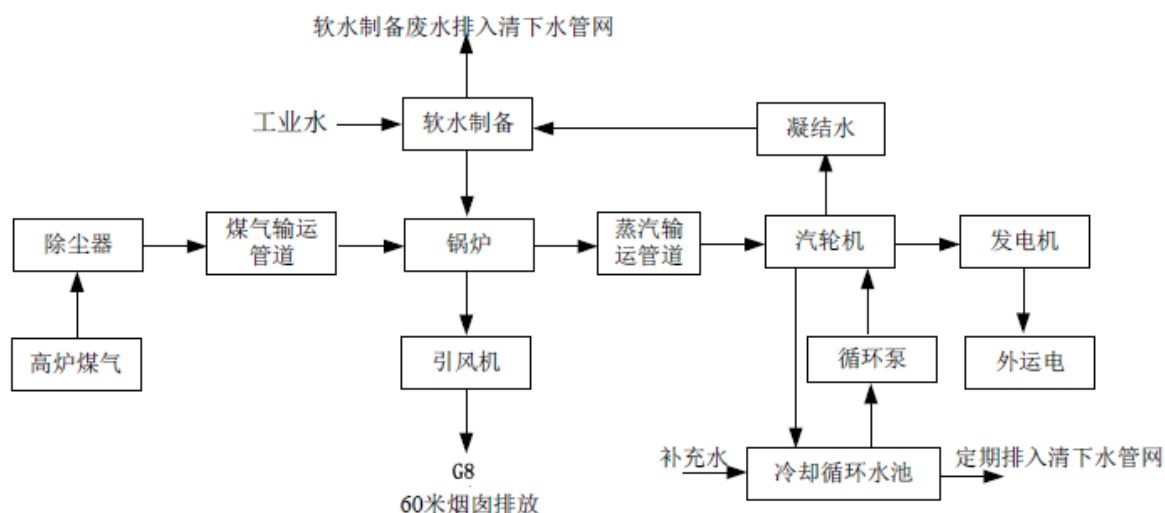 软水制备废水排入清下水管网
工业水
软水制备
凝结水
除尘器
煤气输运
管道
锅炉
蒸汽输
运管道
汽轮机
发电机
高炉煤气
引风机
循环泵
外运电
补充水
冷却循环水池
定期排入清下水管网
G8
60米烟囱排放